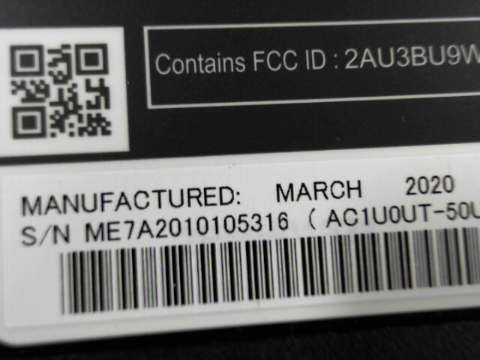 Contains FCC ID : 2AU3BU9W
MANUFACTURED: MARCH 2020
S/N ME7A2010105316 ( AC1U0UT-50U